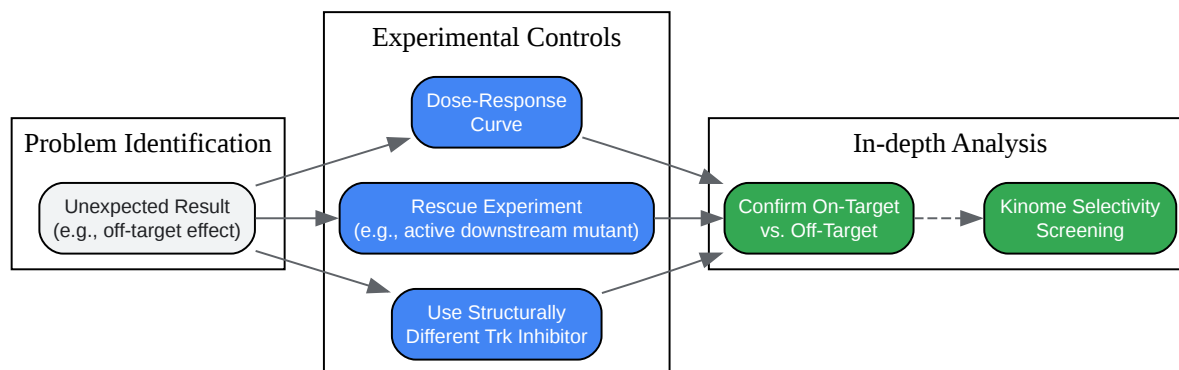 Problem Identification
Unexpected Result
(e.g., off-target effect)
Experimental Controls
Dose-Response
Curve
Rescue Experiment
(e.g., active downstream mutant)
Use Structurally
Different Trk Inhibitor
In-depth Analysis
Confirm On-Target
vs. Off-Target
Kinome Selectivity
Screening